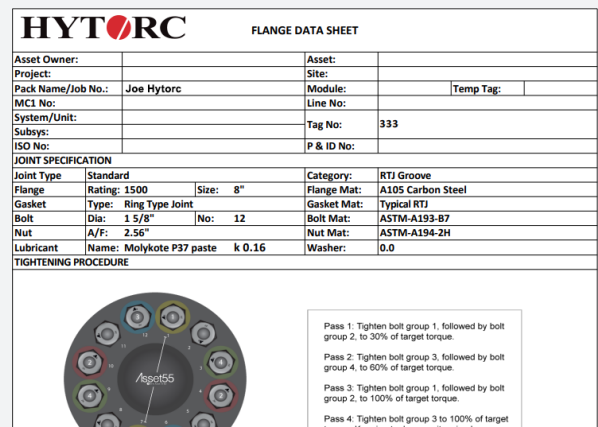 HYTORC
FLANGE DATA SHEET
Asset Owner: Asset:
Project: Site:
Pack Name/Job No.: Joe Hytorc Module: Temp Tag:
MC1 No: Line No:
System/Unit:
Tag No: 333
Subsys:
ISO No: P & ID No:
JOINT SPECIFICATION
Joint Type Standard Category: RTJ Groove
Flange Rating: 1500 Size: 8" Flange Mat: A105 Carbon Steel
Gasket Type: Ring Type Joint Gasket Mat: Typical RTJ
Bolt Dia: 1 5/8" No: 12 Bolt Mat: ASTM-A193-B7
Nut A/F: 2.56" Nut Mat: ASTM-A194-2H
Lubricant Name: Molykote P37 paste k 0.16 Washer: 0.0
TIGHTENING PROCEDURE
Asset55
Pass 1: Tighten bolt group 1, followed by bolt
group 2, to 30% of target torque.
Pass 2: Tighten bolt group 3, followed by bolt
group 4, to 60% of target torque.
Pass 3: Tighten bolt group 1, followed by bolt
group 2, to 100% of target torque.
Pass 4: Tighten bolt group 3 to 100% of target